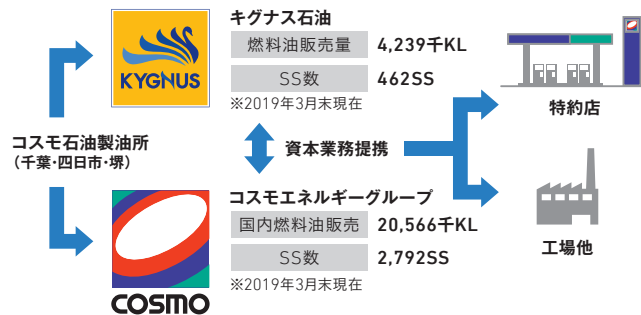 キグナス石油
KYGNUS
燃料油販売量 4,239千KL
SS数 462SS
※2019年3月末現在
特約店
コスモ石油製油所
(千葉・四日市・堺)
資本業務提携
コスモエネルギーグループ
国内燃料油販売 20,566千KL
SS数 2,792SS
※2019年3月末現在
工場他
COSMO